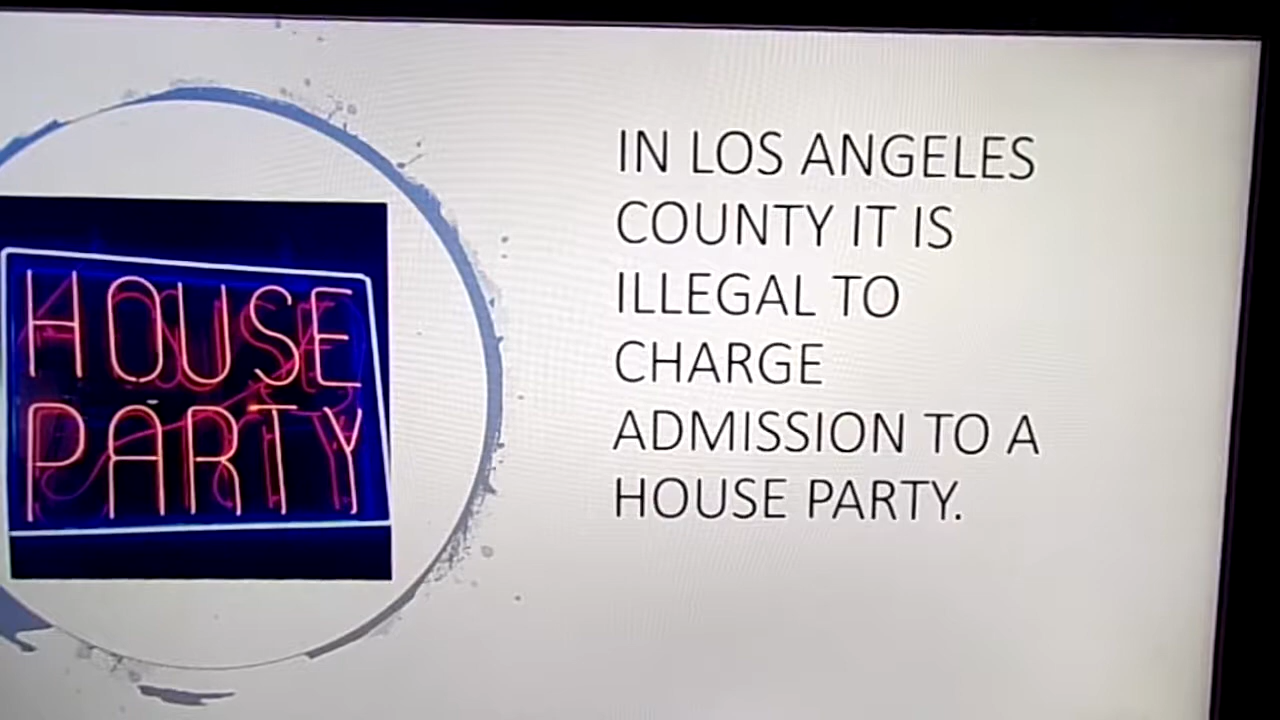 HOUSE
PARTY
IN LOS ANGELES
COUNTY IT IS
ILLEGAL TO
CHARGE
ADMISSION TO A
HOUSE PARTY.